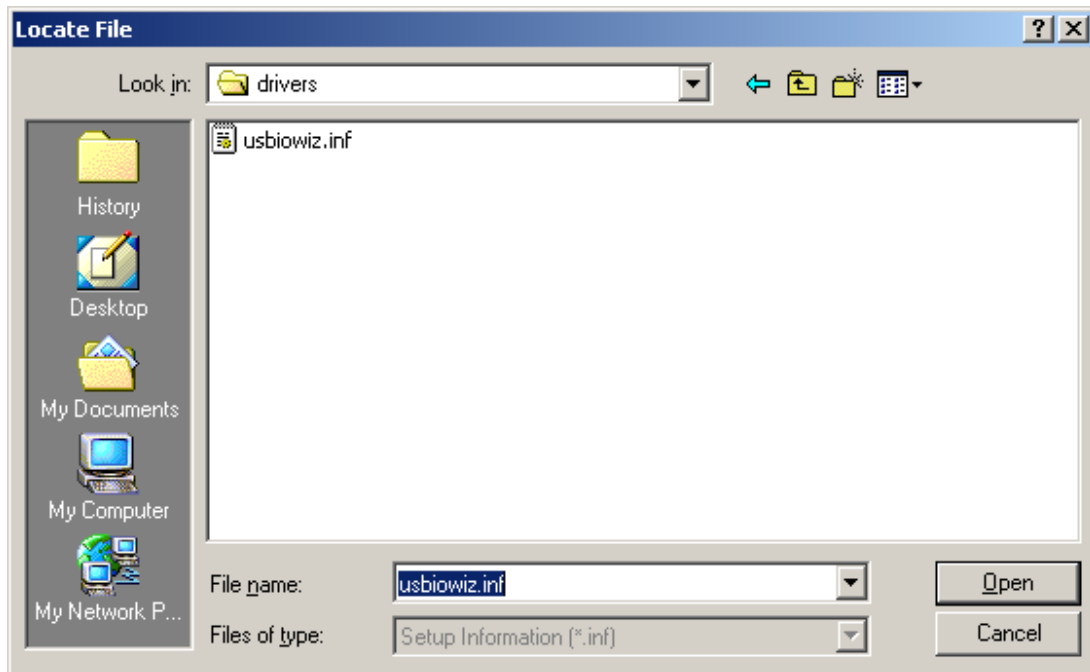 Locate File
Look in:
drivers
usbiowiz.inf
History
Desktop
My Documents
My Computer
My Network P...
File name:
usbiowiz.inf
Open
Files of type:
Setup Information (*.inf)
Cancel